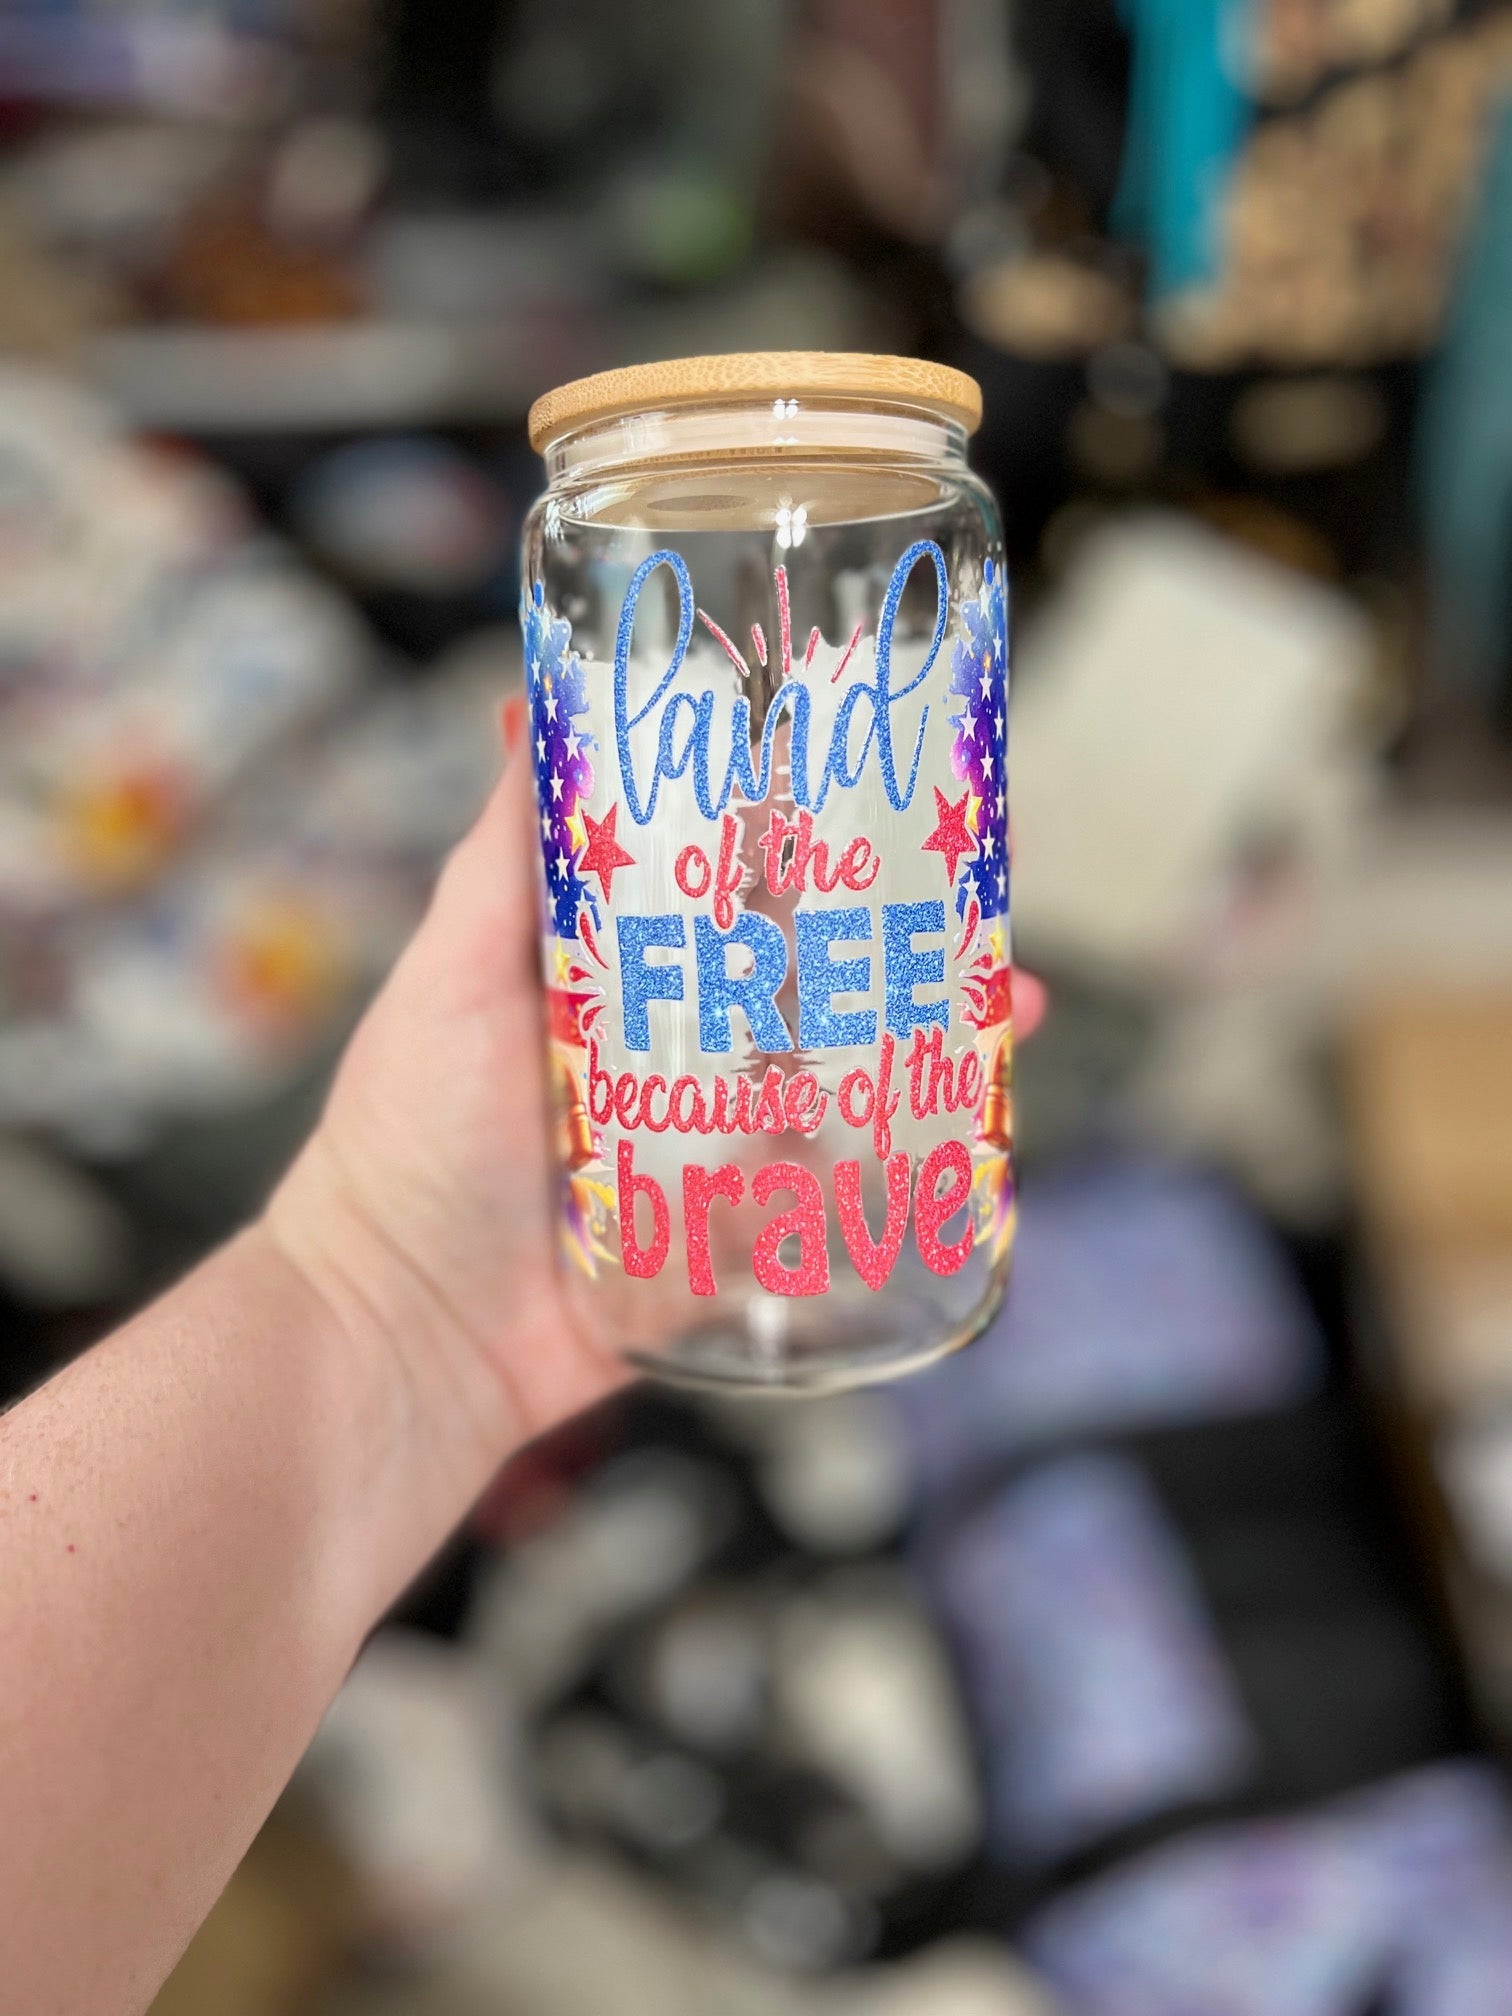 land
of the
FREE
because of the
brave